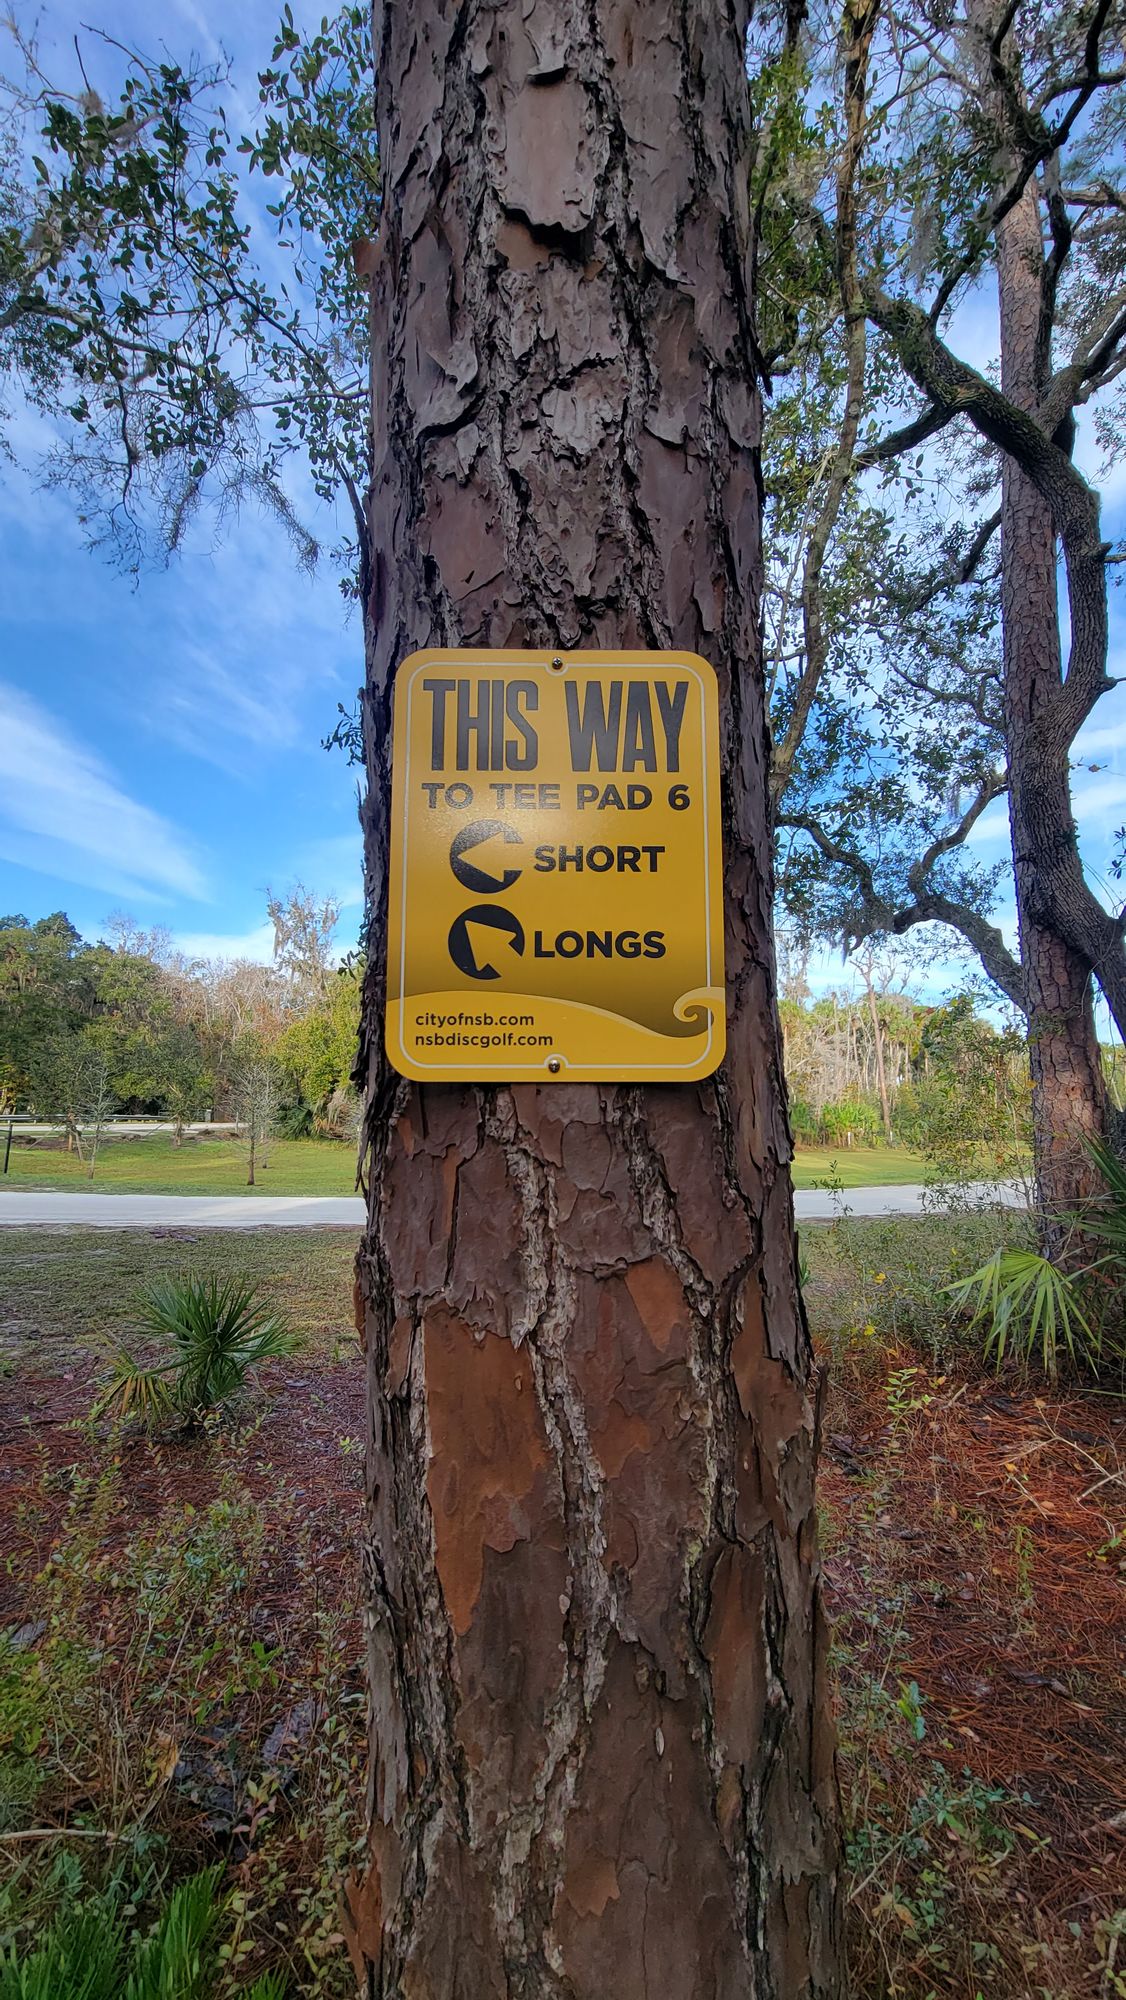 THIS WAY
TO TEE PAD 6
SHORT
LONGS
cityofnsb.com
nsbdiscgolf.com